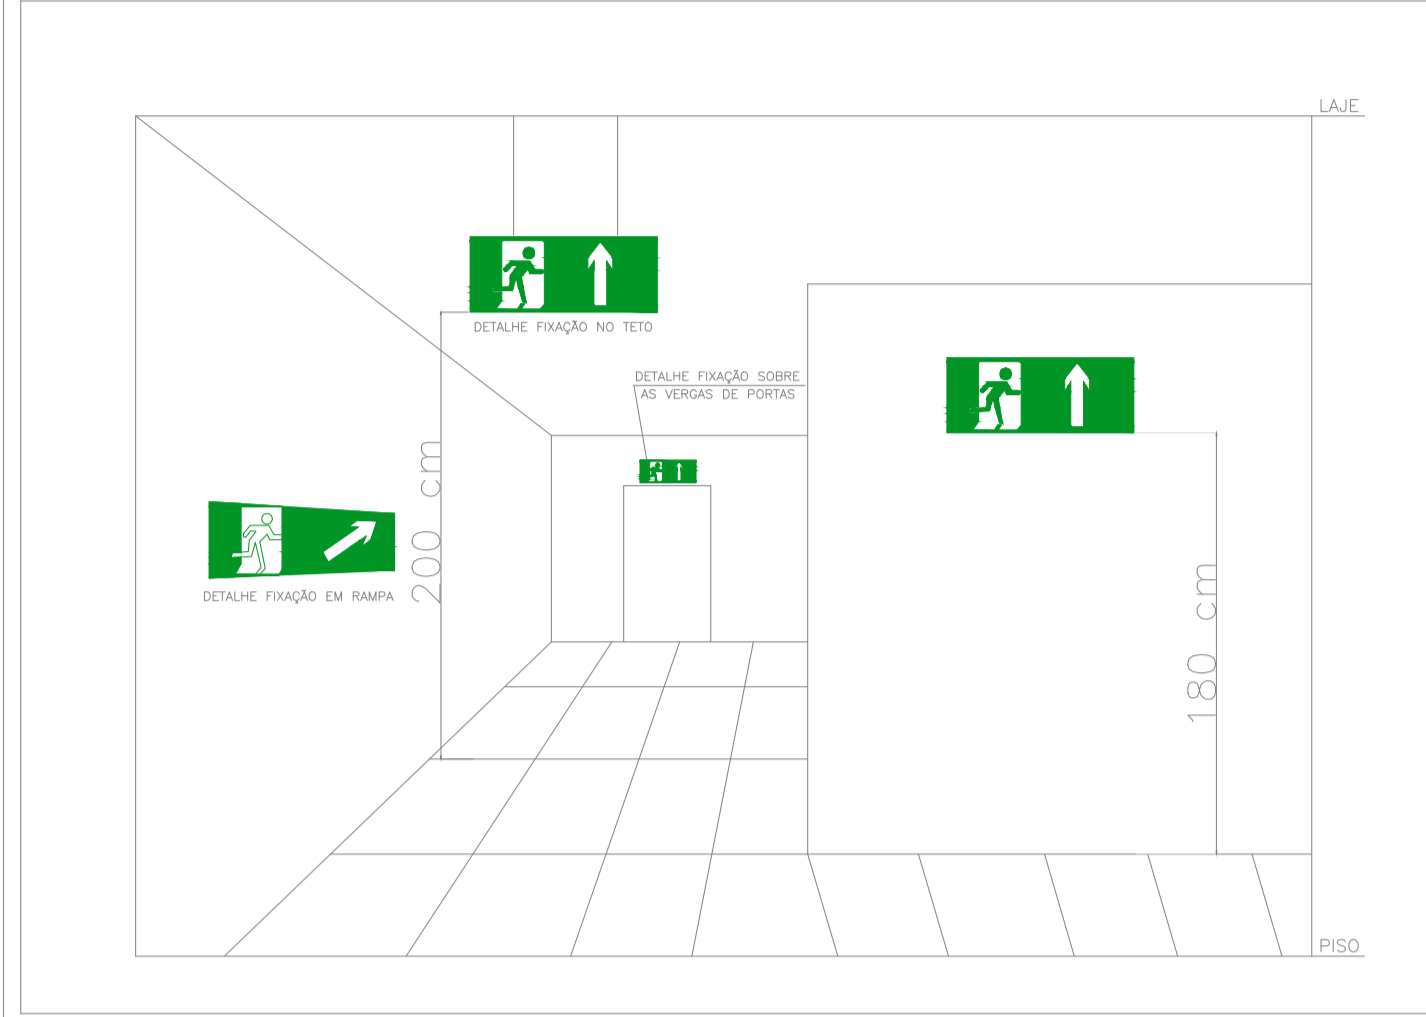 LAJE
DETALHE FIXAÇÃO NO TETO
DETALHE FIXAÇÃO SOBRE
AS VERGAS DE PORTAS
200 cm
DETALHE FIXAÇÃO EM RAMPA
180 cm
PISO